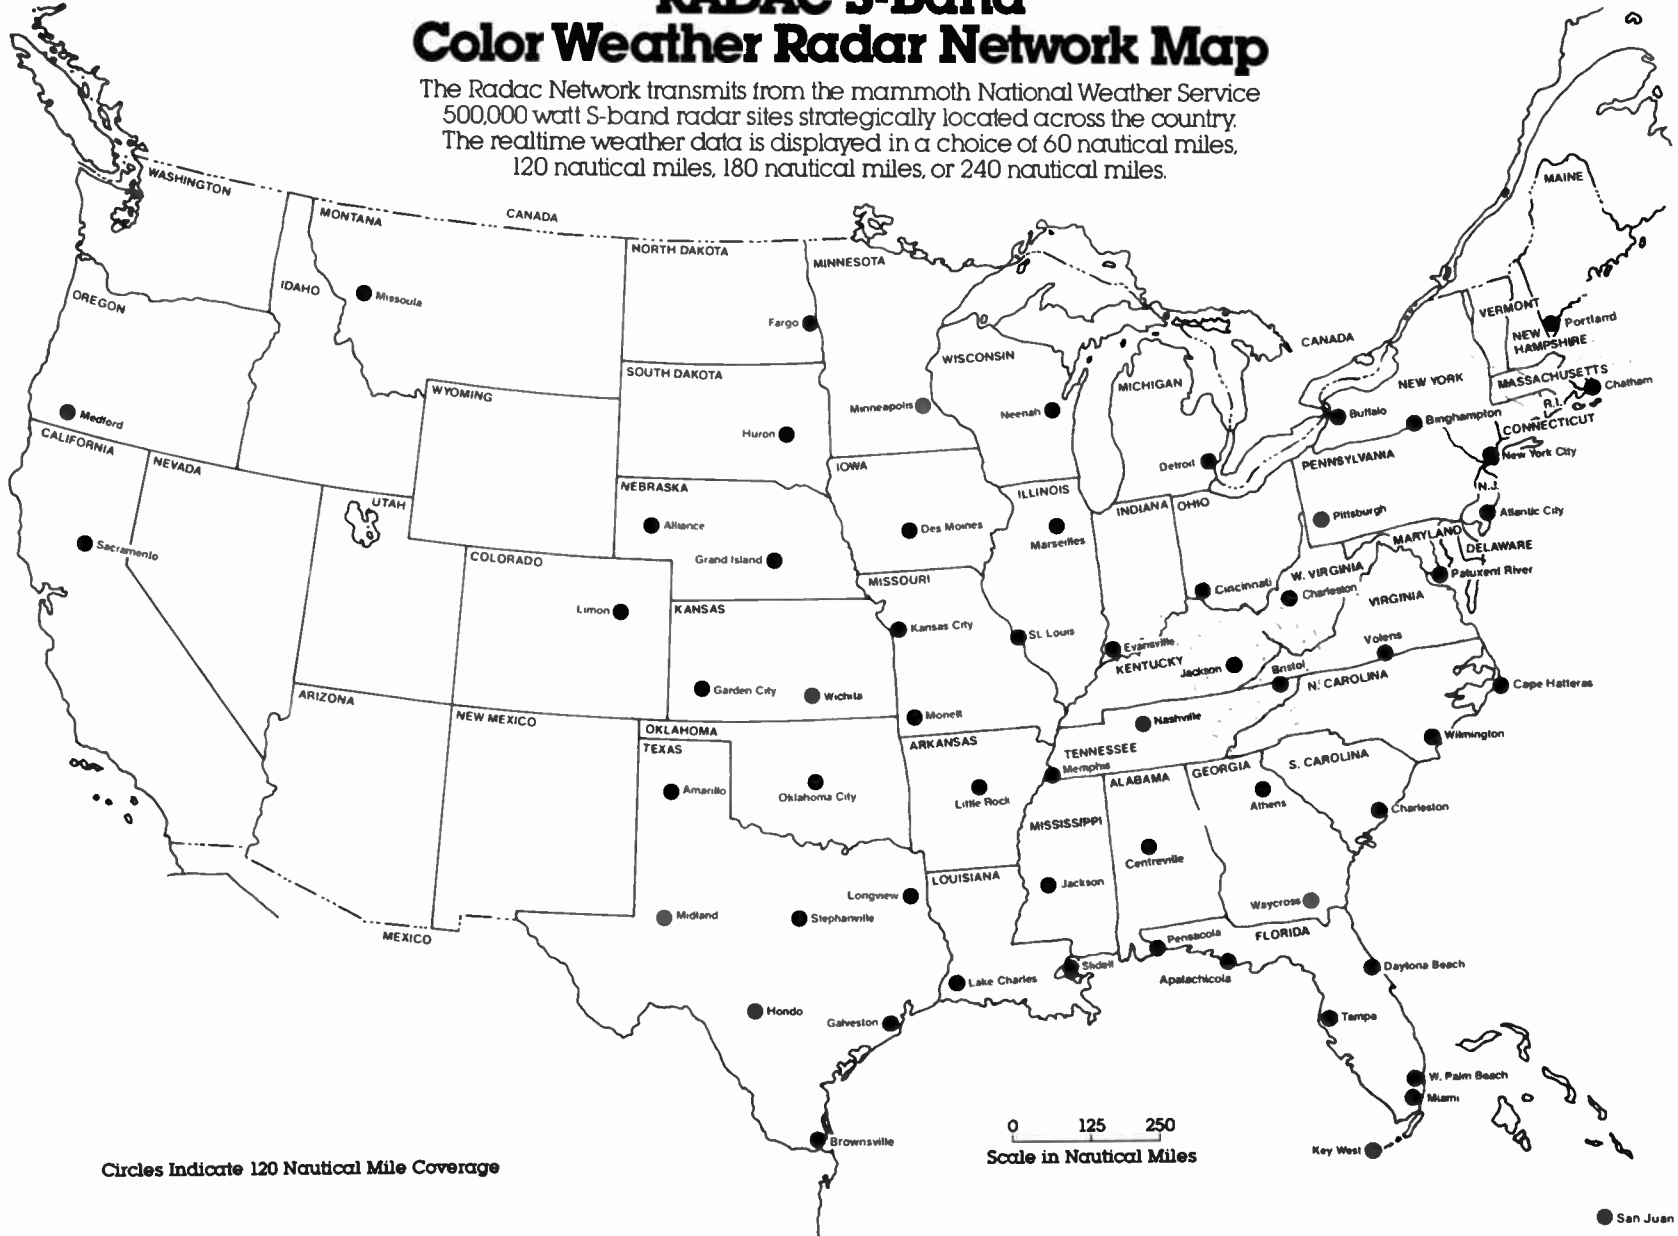 RADAC S-Band
Color Weather Radar Network Map
The Radac Network transmits from the mammoth National Weather Service
500,000 watt S-band radar sites strategically located across the country.
The realtime weather data is displayed in a choice of 60 nautical miles,
120 nautical miles, 180 nautical miles, or 240 nautical miles.
WASHINGTON
MONTANA
CANADA
NORTH DAKOTA
MINNESOTA
MAINE
IDAHO
Missoula
OREGON
Fargo
WISCONSIN
CANADA
VERMONT
Portland
NEW
HAMPSHIRE
SOUTH DAKOTA
WYOMING
MICHIGAN
NEW YORK
MASSACHUSETTS
Chatham
Medford
Minneapolis
Neenah
Buffalo
Binghampton
R.I.
CONNECTICUT
CALIFORNIA
NEVADA
Huron
IOWA
Detroit
PENNSYLVANIA
New York City
UTAH
NEBRASKA
ILLINOIS
INDIANA
OHIO
N.J.
Alliance
Des Moines
Marseilles
Pittsburgh
Atlantic City
Sacramento
COLORADO
Grand Island
MARYLAND
DELAWARE
MISSOURI
Cincinnati
W. VIRGINIA
Charleston
Patuxent River
VIRGINIA
Limon
KANSAS
Kansas City
St. Louis
Evansville
KENTUCKY
Jackson
Bristol
Volens
ARIZONA
Garden City
Wichita
N. CAROLINA
Cape Hatteras
NEW MEXICO
OKLAHOMA
Monett
Nashville
TEXAS
ARKANSAS
TENNESSEE
Memphis
ALABAMA
GEORGIA
S. CAROLINA
Wilmington
Amarillo
Oklahoma City
Little Rock
Athens
Charleston
MISSISSIPPI
Centreville
LOUISIANA
Jackson
Longview
Waycross
Midland
Stephenville
MEXICO
Pensacola
FLORIDA
Slidell
Apalachicola
Daytona Beach
Lake Charles
Hondo
Galveston
Tampa
W. Palm Beach
Miami
0 125 250
Scale in Nautical Miles
Brownsville
Key West
Circles Indicate 120 Nautical Mile Coverage
San Juan